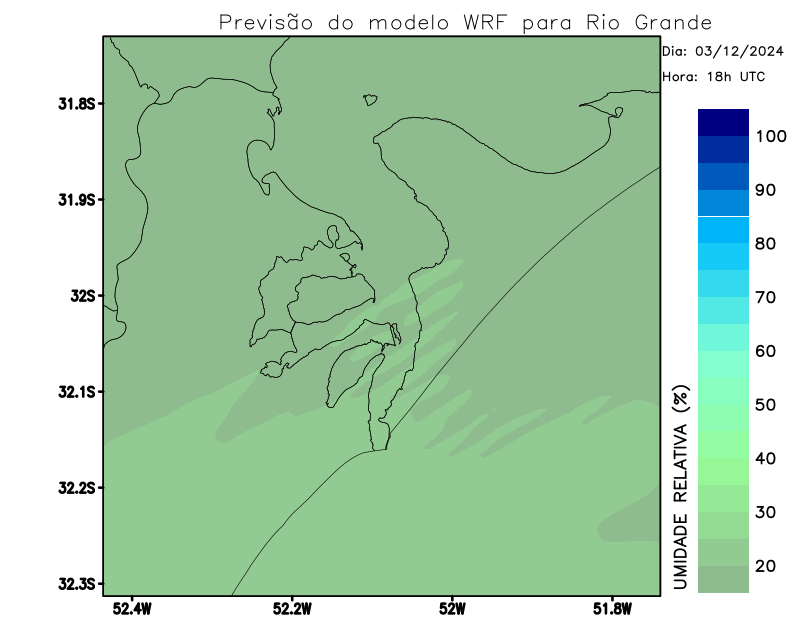 Previsão do modelo WRF para Rio Grande
Dia: 03/12/2024
Hora: 18h UTC
31.8S
31.9S
32S
32.1S
32.2S
32.3S
52.4W
52.2W
52W
51.8W
UMIDADE RELATIVA (%)
100
90
80
70
60
50
40
30
20